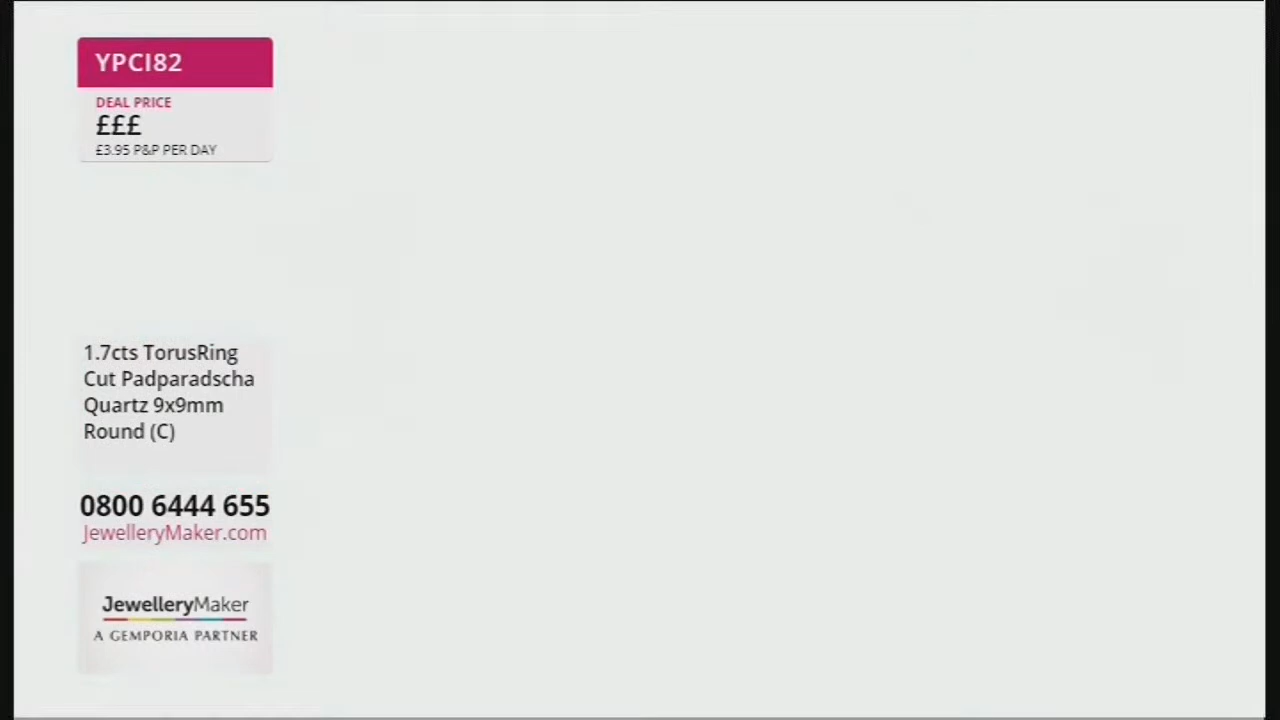 YPCI82
DEAL PRICE
£££
£3.95 P&P PER DAY
1.7cts TorusRing
Cut Padparadscha
Quartz 9x9mm
Round (C)
0800 6444 655
JewelleryMaker.com
JewelleryMaker
A GEMPORIA PARTNER